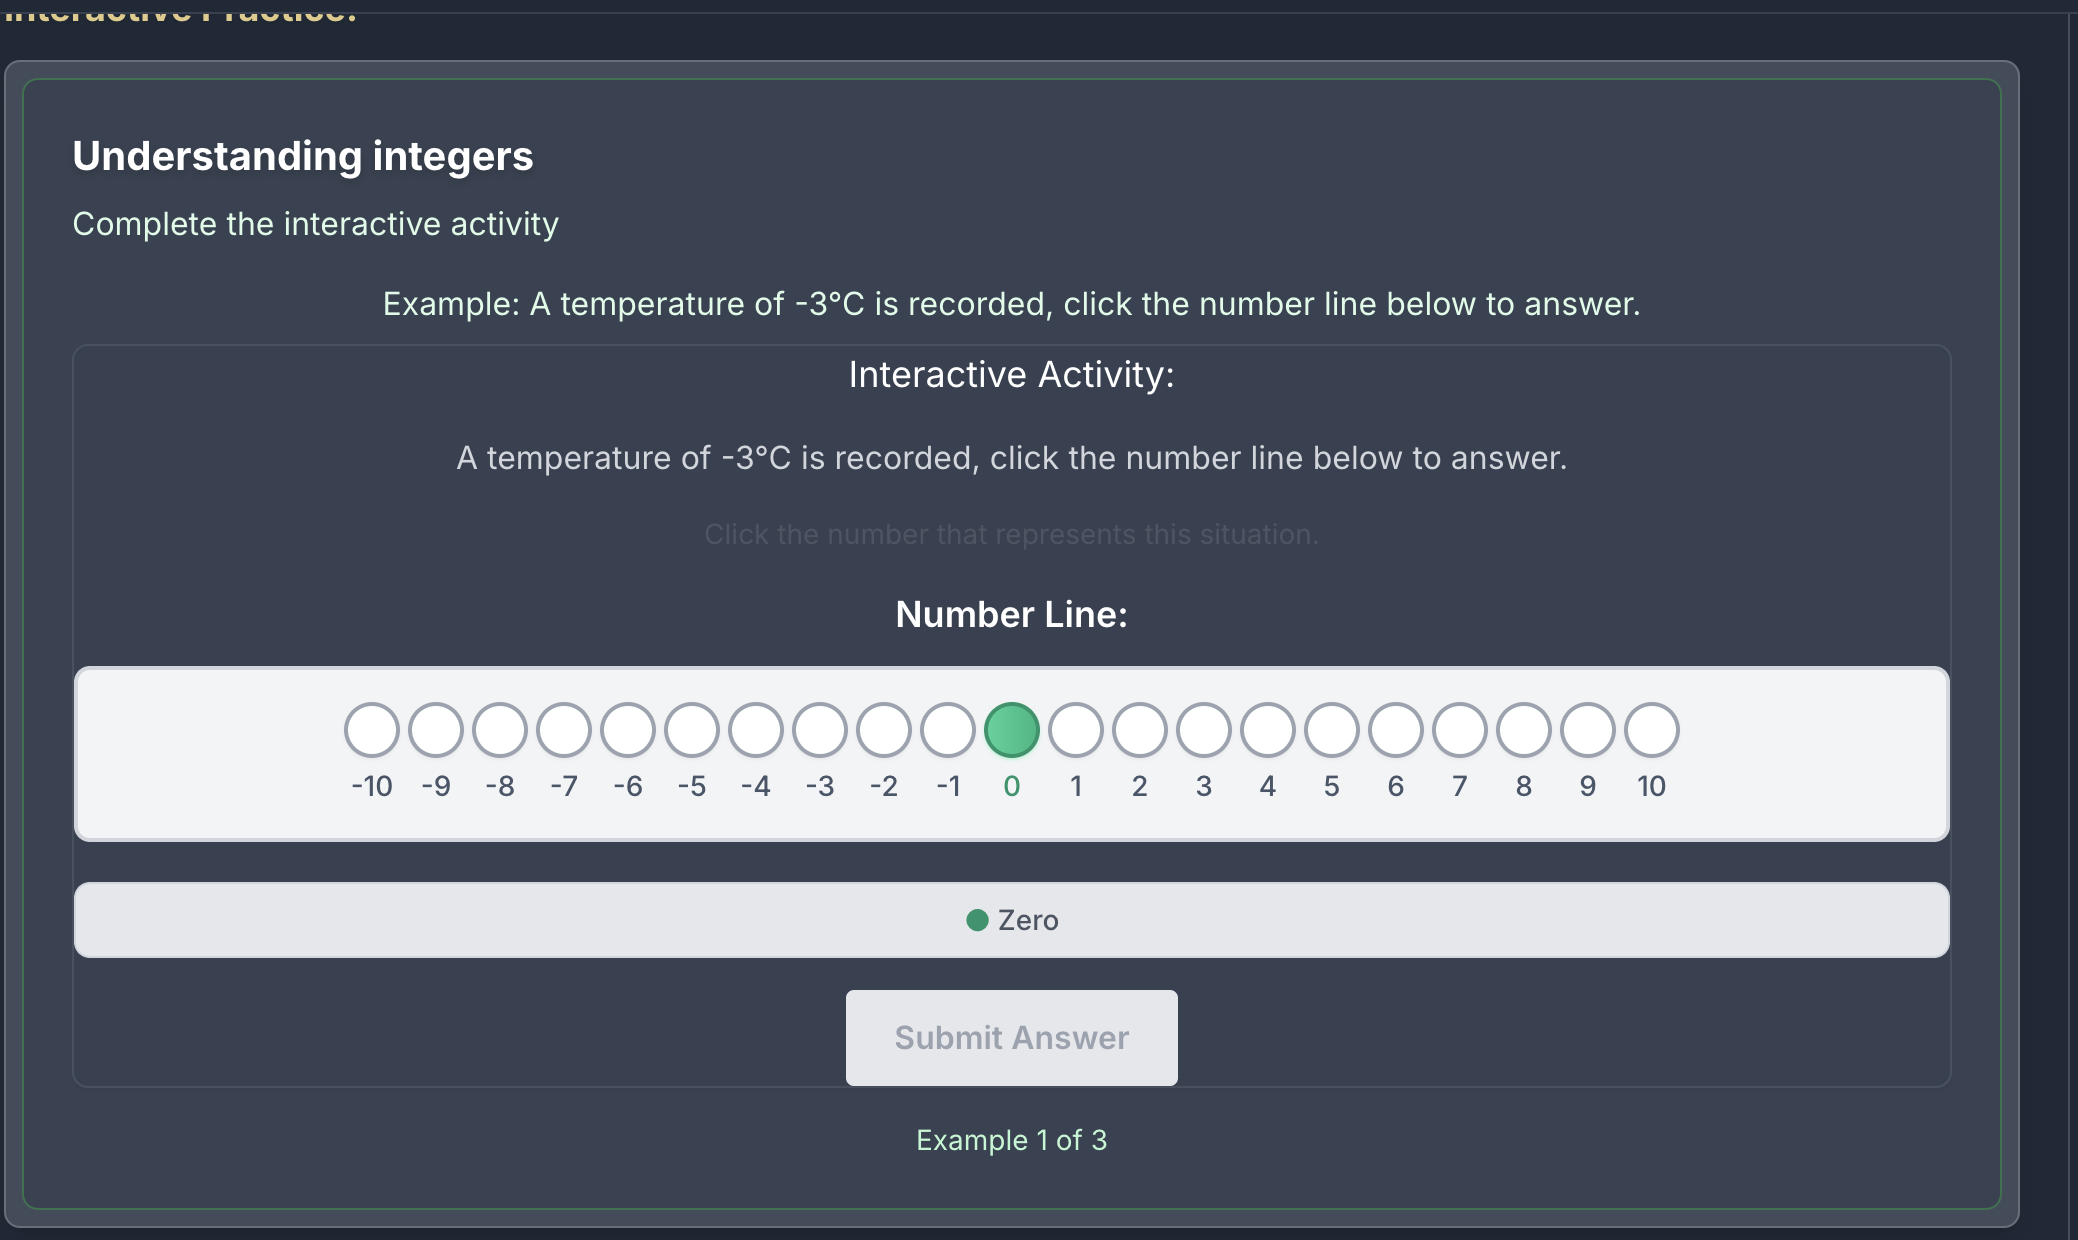 Interactive Practice:
Understanding integers
Complete the interactive activity
Example: A temperature of -3°C is recorded, click the number line below to answer.
Interactive Activity:
A temperature of -3°C is recorded, click the number line below to answer.
Click the number that represents this situation.
Number Line:
-10 -9 -8 -7 -6 -5 -4 -3 -2 -1 0 1 2 3 4 5 6 7 8 9 10
Zero
Submit Answer
Example 1 of 3